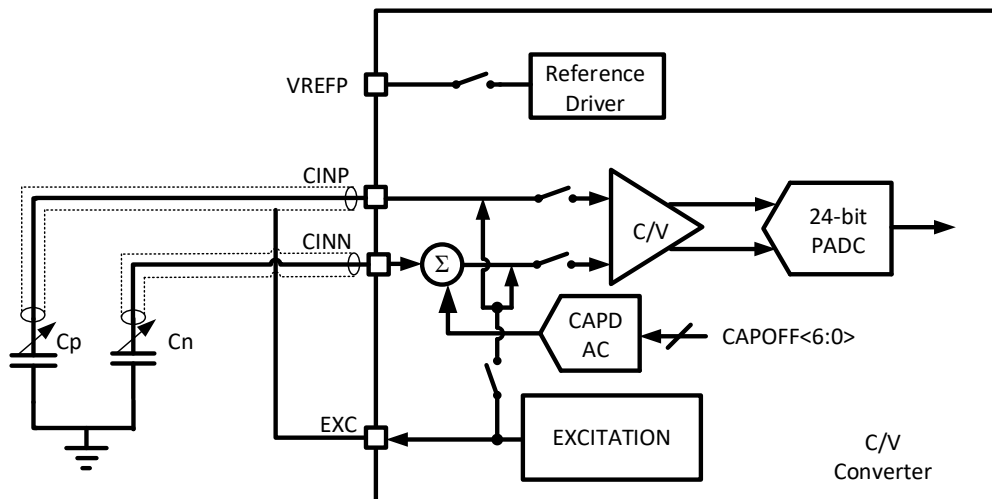 VREFP
Reference
Driver
CINP
C/V
24-bit
PADC
CINN
Σ
CAPD
AC
CAPOFF<6:0>
Cp
Cn
EXC
EXCITATION
C/V
Converter